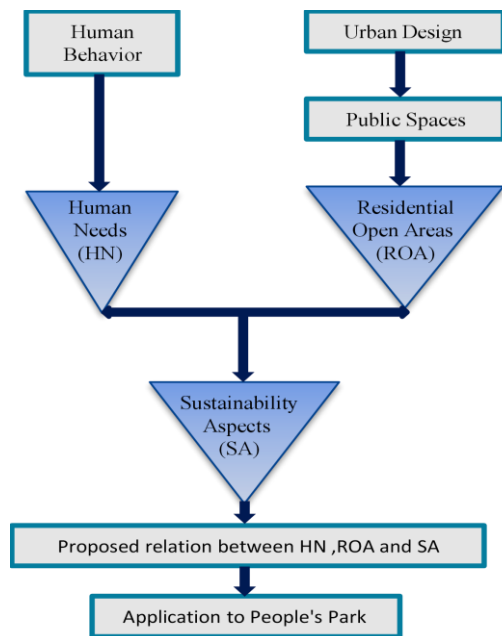 Human
Behavior
Urban Design
Public Spaces
Human
Needs
(HN)
Residential
Open Areas
(ROA)
Sustainability
Aspects
(SA)
Proposed relation between HN ,ROA and SA
Application to People's Park